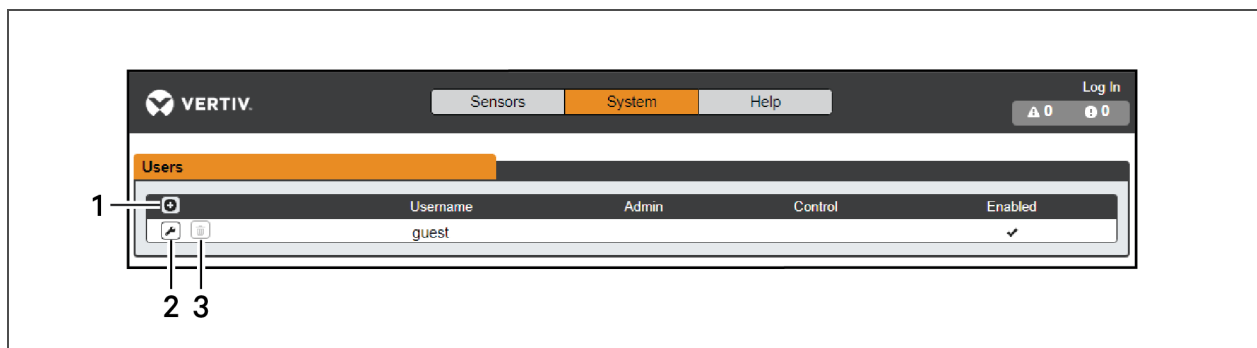 VERTIV.
Sensors System Help
Log In
0 0
Users
1
Username Admin Control Enabled
guest
2 3